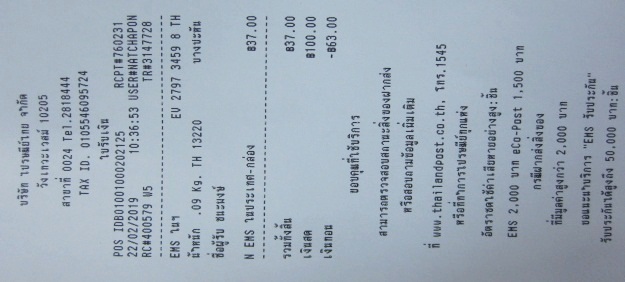 บริษัท ไปรษณีย์ไทย จำกัด
วังเทวะเวสม์ 10205
สาขาที่ 0024 Tel.2818444
TAX ID. 0105546095724
ใบรับเงิน
POS IDB01001000202125 RCPT#760231
22/02/2019 10:36:53 USER#NATCHAPON
RC#400579 W5 TR#3147728
EMS ในฯ EU 2797 3459 8 TH
น้ำหนัก .09 Kg. TH 13220 บางปะหัน
ชื่อผู้รับ ชนะพงษ์
N EMS ในประเทศ-กล่อง ฿37.00
รวมทั้งสิ้น ฿37.00
เงินสด ฿100.00
เงินทอน -฿63.00
ขอบคุณที่ใช้บริการ
สามารถตรวจสอบสถานะสิ่งของฝากส่ง
หรือสอบถามข้อมูลเพิ่มเติม
ที่ www.thailandpost.co.th, โทร.1545
หรือที่ทำการไปรษณีย์ทุกแห่ง
อัตราชดใช้ค่าเสียหายอย่างสูง:ชิ้น
EMS 2,000 บาท eCo-Post 1,500 บาท
กรณีฝากส่งสิ่งของ
ที่มีมูลค่าสูงกว่า 2,000 บาท
ขอแนะนำบริการ "EMS รับประกัน"
รับประกันได้สูงถึง 50,000 บาท:ชิ้น